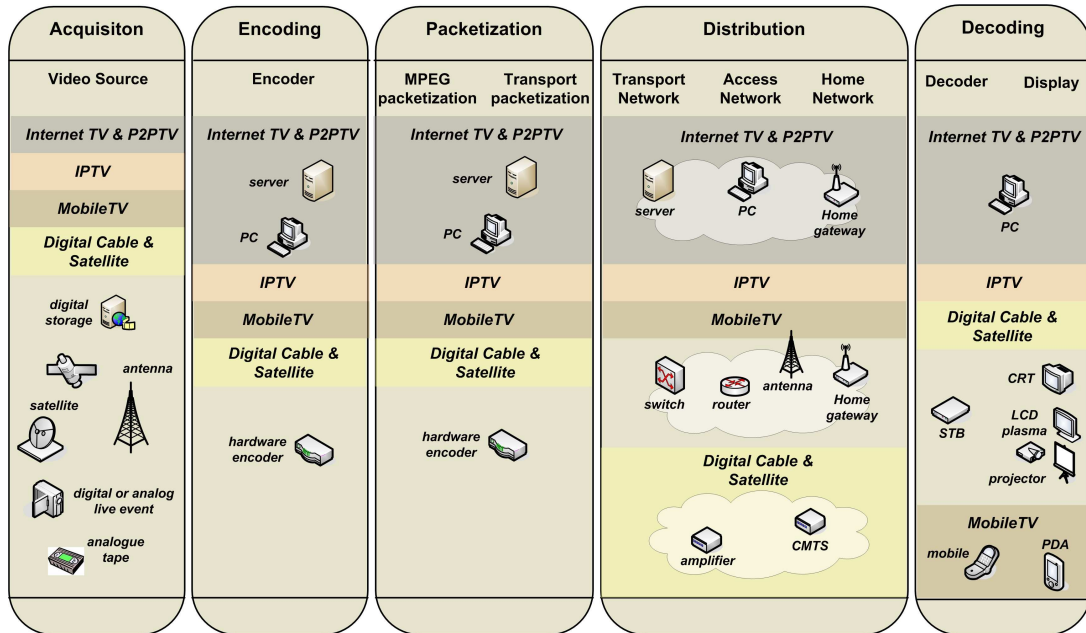 Acquisiton
Video Source
Internet TV & P2PTV
IPTV
MobileTV
Digital Cable &
Satellite
digital
storage
antenna
satellite
digital or analog
live event
analogue
tape
Encoding
Encoder
Internet TV & P2PTV
server
PC
IPTV
MobileTV
Digital Cable &
Satellite
hardware
encoder
Packetization
MPEG
packetization
Transport
packetization
Internet TV & P2PTV
server
PC
IPTV
MobileTV
Digital Cable &
Satellite
hardware
encoder
Distribution
Transport
Network
Access
Network
Home
Network
Internet TV & P2PTV
server
PC
Home
gateway
IPTV
MobileTV
switch
router
antenna
Home
gateway
Digital Cable &
Satellite
amplifier
CMTS
Decoding
Decoder
Display
Internet TV & P2PTV
PC
IPTV
Digital Cable &
Satellite
CRT
STB
LCD
plasma
projector
MobileTV
mobile
PDA